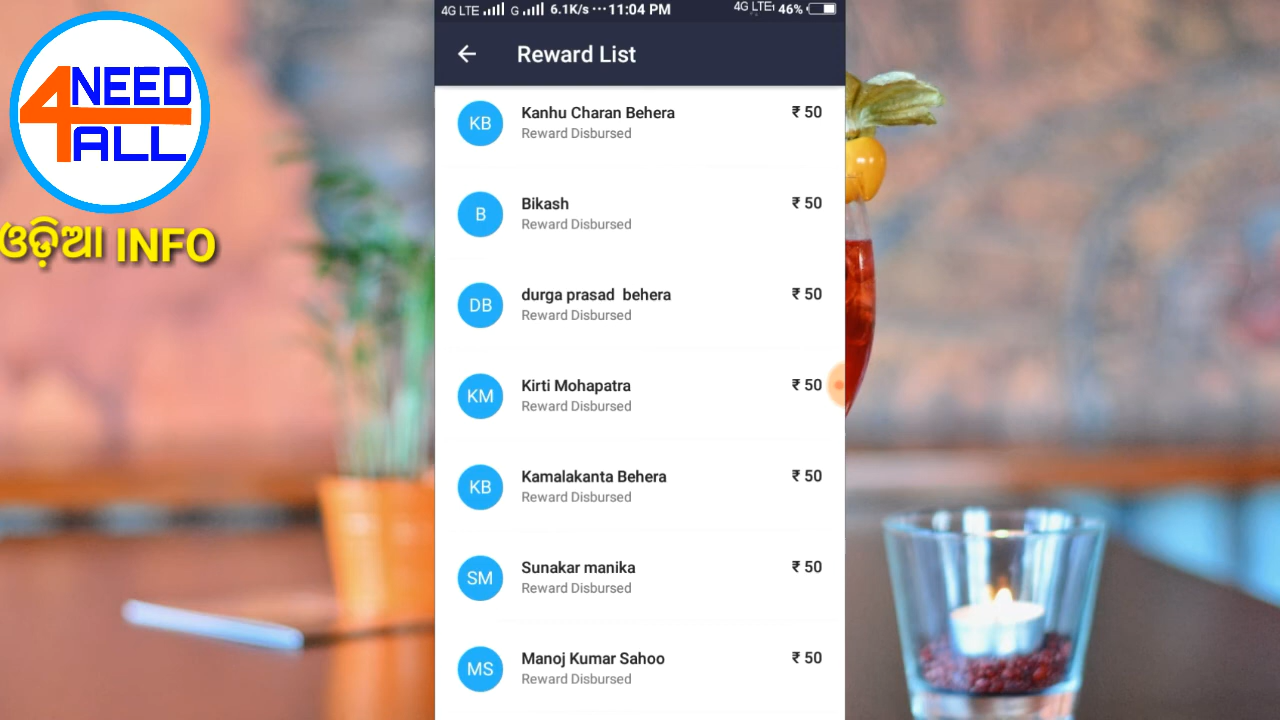 4 NEED
ALL
ଓଡ଼ିଆ INFO
4G LTE G 6.1K/s ··· 11:04 PM 4G LTE 46%
Reward List
KB Kanhu Charan Behera ₹ 50
Reward Disbursed
B Bikash ₹ 50
Reward Disbursed
DB durga prasad behera ₹ 50
Reward Disbursed
KM Kirti Mohapatra ₹ 50
Reward Disbursed
KB Kamalakanta Behera ₹ 50
Reward Disbursed
SM Sunakar manika ₹ 50
Reward Disbursed
MS Manoj Kumar Sahoo ₹ 50
Reward Disbursed